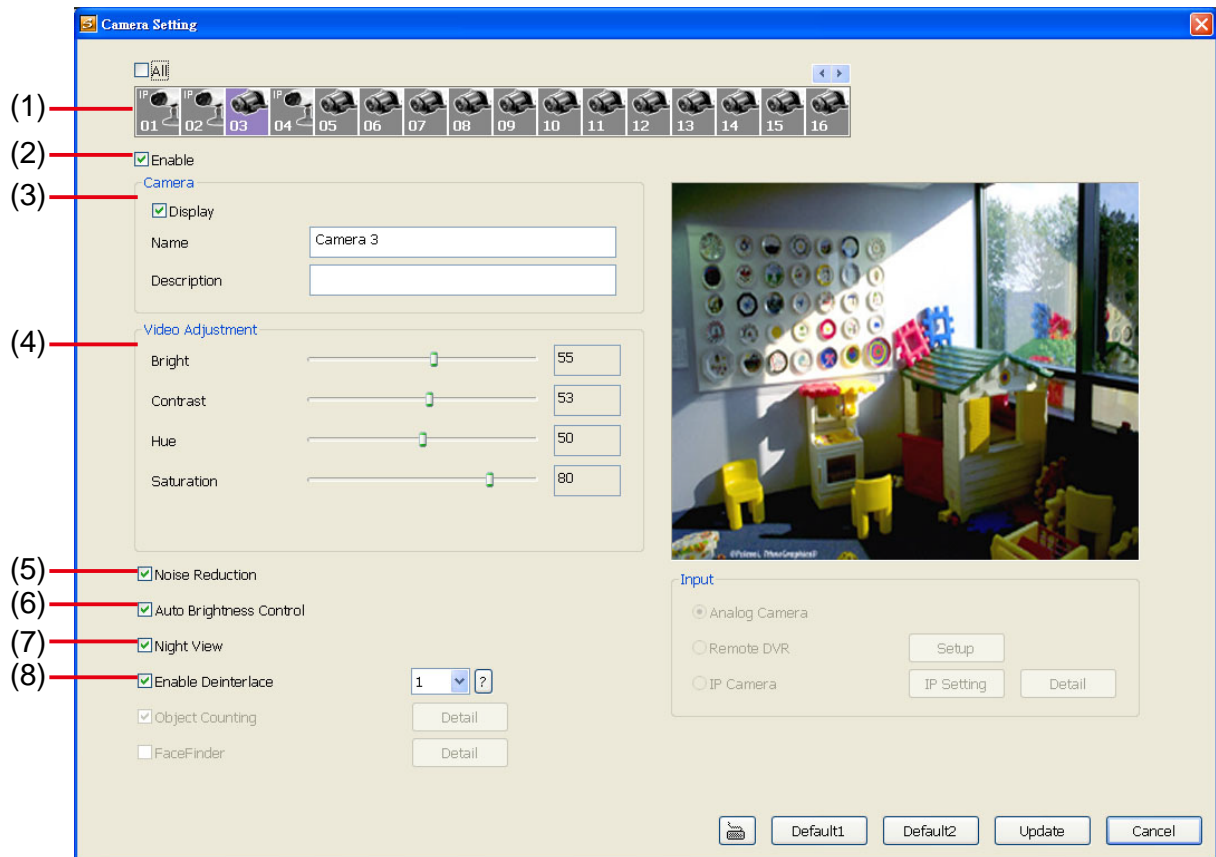 Camera Setting
All
(1)
IP 01 IP 02 03 IP 04 05 06 07 08 09 10 11 12 13 14 15 16
(2)
Enable
(3)
Camera
Display
Name Camera 3
Description
(4)
Video Adjustment
Bright 55
Contrast 53
Hue 50
Saturation 80
(5)
Noise Reduction
(6)
Auto Brightness Control
(7)
Night View
(8)
Enable Deinterlace 1 ?
Object Counting Detail
FaceFinder Detail
Input
Analog Camera
Remote DVR Setup
IP Camera IP Setting Detail
Default1 Default2 Update Cancel